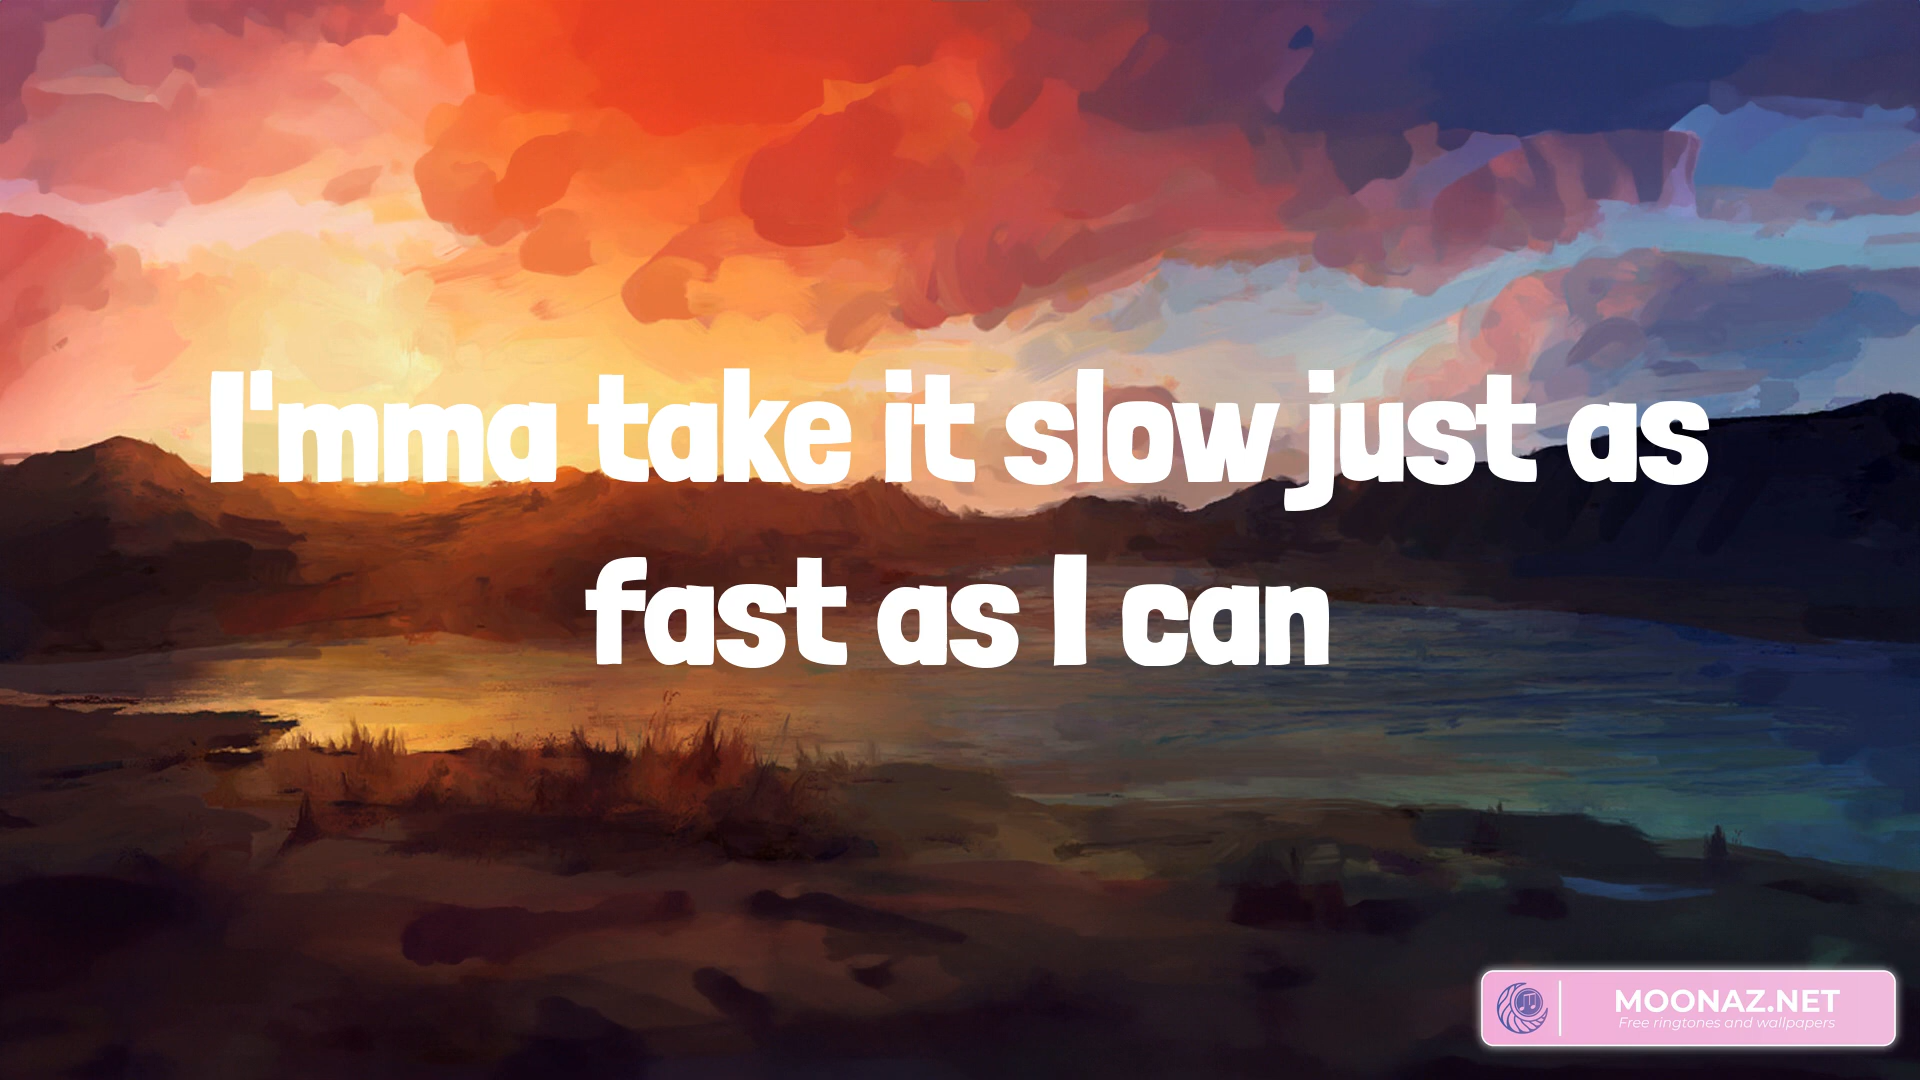 I'mma take it slow just as
fast as I can
MOONAZ.NET
Free ringtones and wallpapers